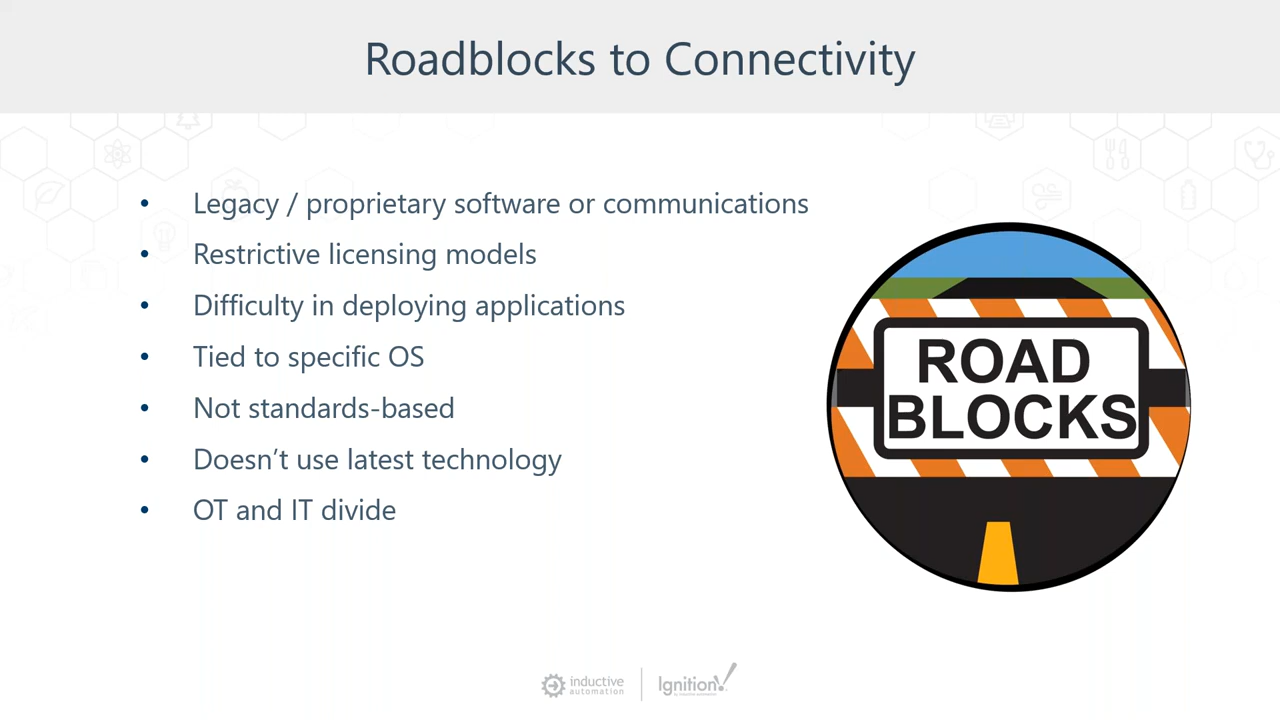 Roadblocks to Connectivity
• Legacy / proprietary software or communications
• Restrictive licensing models
• Difficulty in deploying applications
• Tied to specific OS
• Not standards-based
• Doesn’t use latest technology
• OT and IT divide
ROAD
BLOCKS
inductive
automation
Ignition!